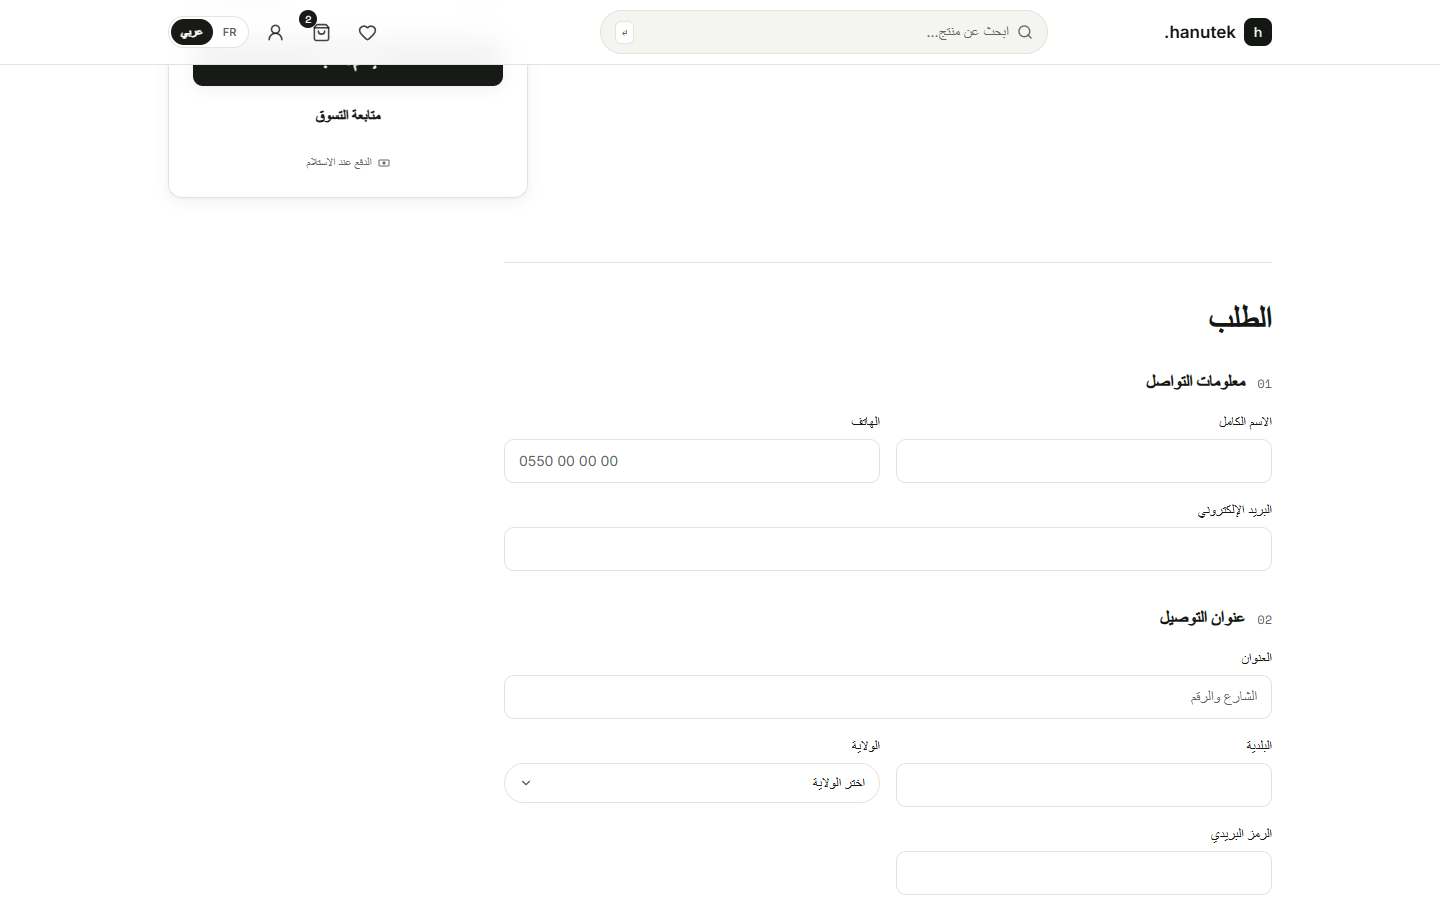 hanutek.
h
ابحث عن منتج...
↵
2
FR
عربي
متابعة التسوق
الدفع عند الاستلام
الطلب
01 معلومات التواصل
الاسم الكامل
الهاتف
0550 00 00 00
البريد الإلكتروني
02 عنوان التوصيل
العنوان
الشارع والرقم
البلدية
الولاية
اختر الولاية
الرمز البريدي